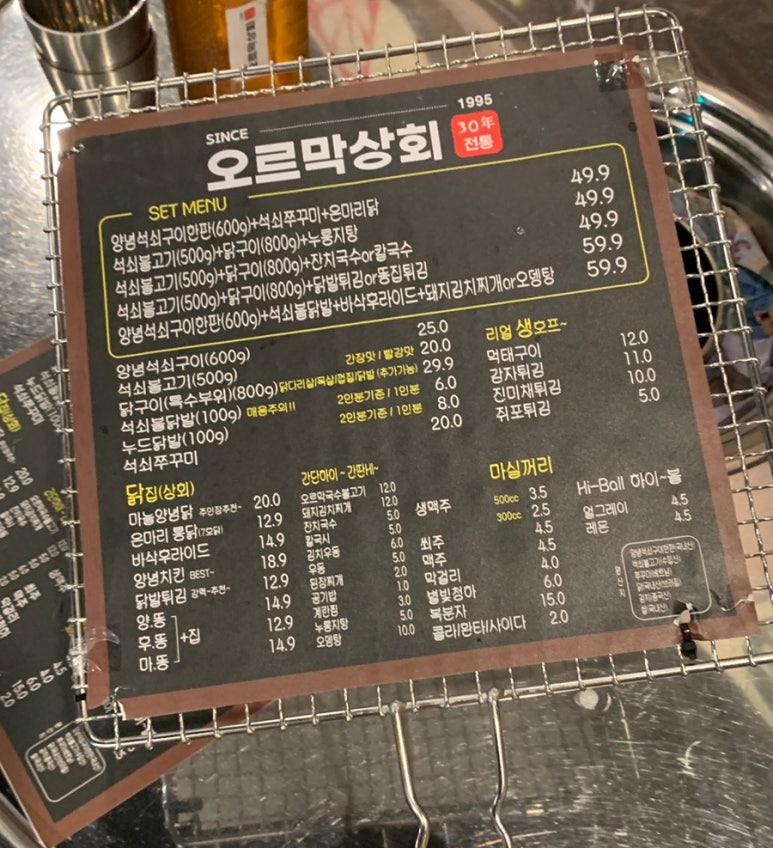 SINCE 1995
오르막상회
30年
전통
SET MENU
양념석쇠구이한판(600g)+석쇠쭈꾸미+온마리닭 49.9
석쇠불고기(500g)+닭구이(800g)+누룽지탕 49.9
석쇠불고기(500g)+닭구이(800g)+잔치국수or칼국수 49.9
석쇠불고기(500g)+닭구이(800g)+닭발튀김or똥집튀김 59.9
양념석쇠구이한판(600g)+석쇠불닭발+바삭후라이드+돼지김치찌개or오뎅탕 59.9
양념석쇠구이(600g) 25.0
석쇠불고기(500g) 간장맛 / 빨강맛 20.0
닭구이(특수부위)(800g) 닭다리살/목살/껍집/닭발 (추가가능) 29.9
석쇠불닭발(100g) 매움주의!! 2인분기준 / 1인분 6.0
누드닭발(100g) 2인분기준 / 1인분 8.0
석쇠쭈꾸미 20.0
리얼 생호프~
먹태구이 12.0
감자튀김 11.0
진미채튀김 10.0
쥐포튀김 5.0
닭집(상회)
마늘양념닭 주인장추천~ 20.0
온마리 통닭(7호닭) 12.9
바삭후라이드 14.9
양념치킨 BEST~ 18.9
닭발튀김 강력~추천~ 12.9
양.똥 14.9
후.똥 +집 12.9
마.똥 14.9
간단하이~간딴네~
오르막국수불고기 12.0
돼지김치찌개 12.0
잔치국수 5.0
칼국시 5.0
김치우동 6.0
우동 5.0
된장찌개 2.0
공기밥 1.0
계란찜 3.0
누룽지탕 5.0
오뎅탕 10.0
마실꺼리
생맥주 500cc 3.5
300cc 2.5
쐬주 4.5
맥주 4.5
막걸리 4.0
별빛청하 6.0
복분자 15.0
콜라/환타/사이다 2.0
Hi-Ball 하이~볼
얼그레이 4.5
레몬 4.5
원산지